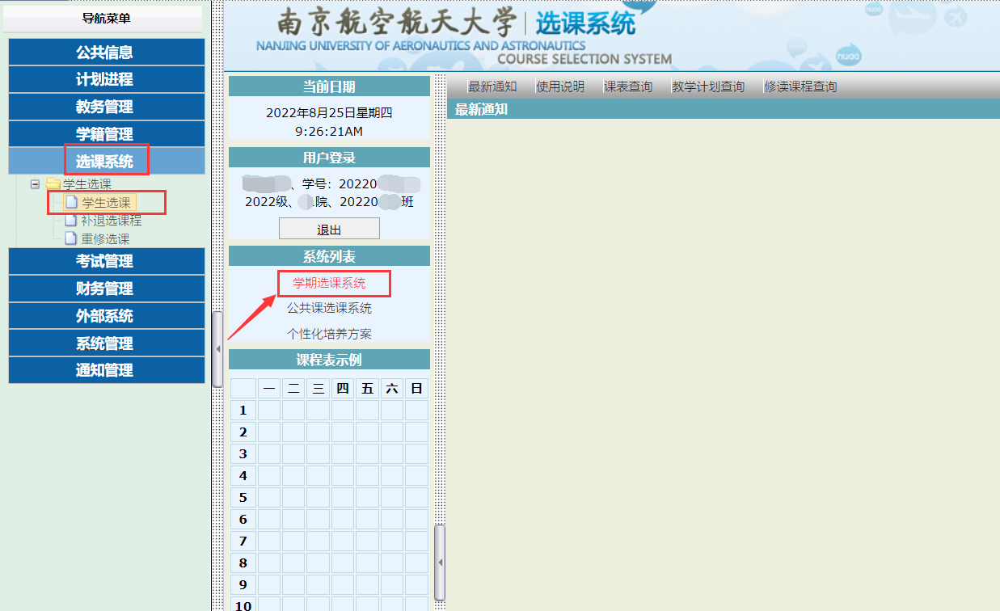 导航菜单
公共信息
计划进程
教务管理
学籍管理
选课系统
学生选课
学生选课
补退选课程
重修选课
考试管理
财务管理
外部系统
系统管理
通知管理
南京航空航天大学 选课系统
NANJING UNIVERSITY OF AERONAUTICS AND ASTRONAUTICS
COURSE SELECTION SYSTEM
nuaa
nuaa
当前日期
2022年8月25日星期四
9:26:21AM
用户登录
、学号：20220
2022级、院、20220班
退出
系统列表
学期选课系统
公共课选课系统
个性化培养方案
课程表示例
一 二 三 四 五 六 日
1
2
3
4
5
6
7
8
9
10
最新通知 使用说明 课表查询 教学计划查询 修读课程查询
最新通知